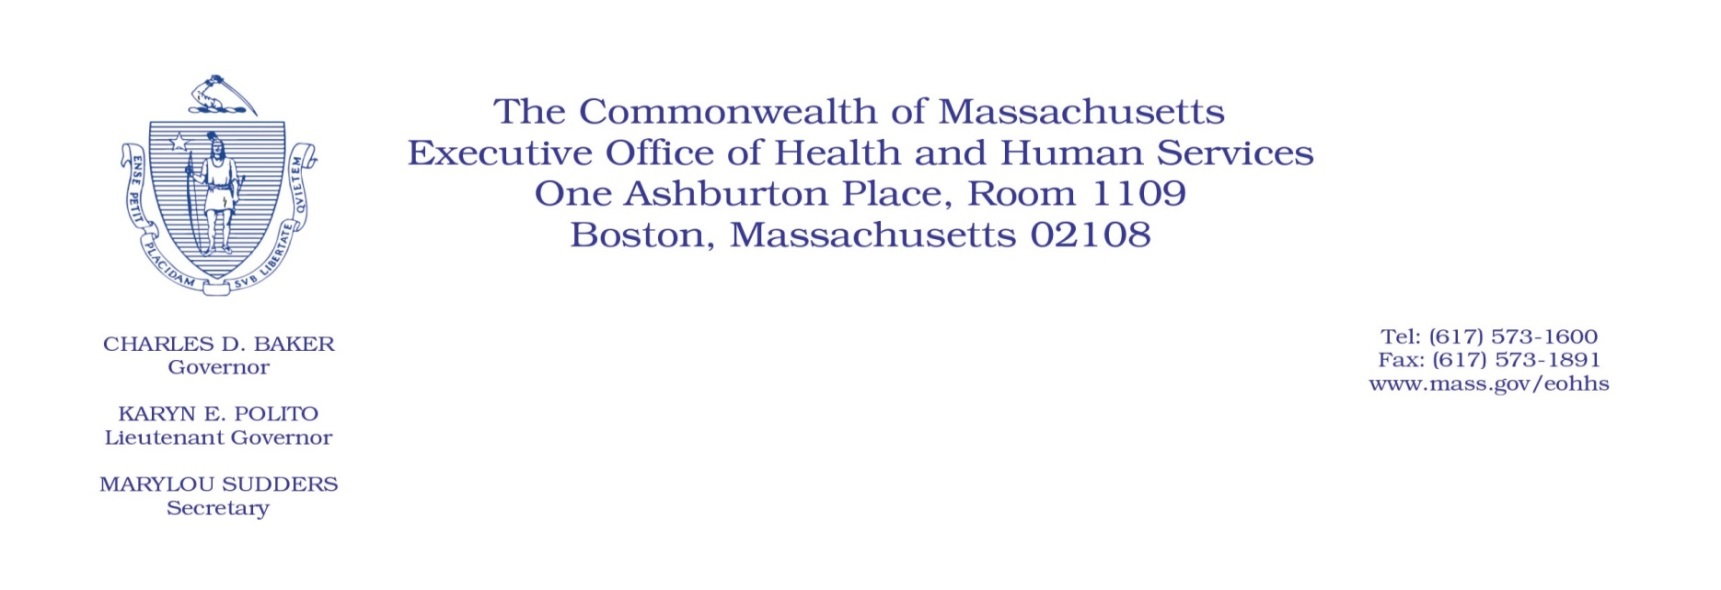 The Commonwealth of Massachusetts
Executive Office of Health and Human Services
One Ashburton Place, Room 1109
Boston, Massachusetts 02108
ENSE PETIT PLACIDAM SVB LIBERTATE QVIETEM
CHARLES D. BAKER
Governor
KARYN E. POLITO
Lieutenant Governor
MARYLOU SUDDERS
Secretary
Tel: (617) 573-1600
Fax: (617) 573-1891
www.mass.gov/eohhs